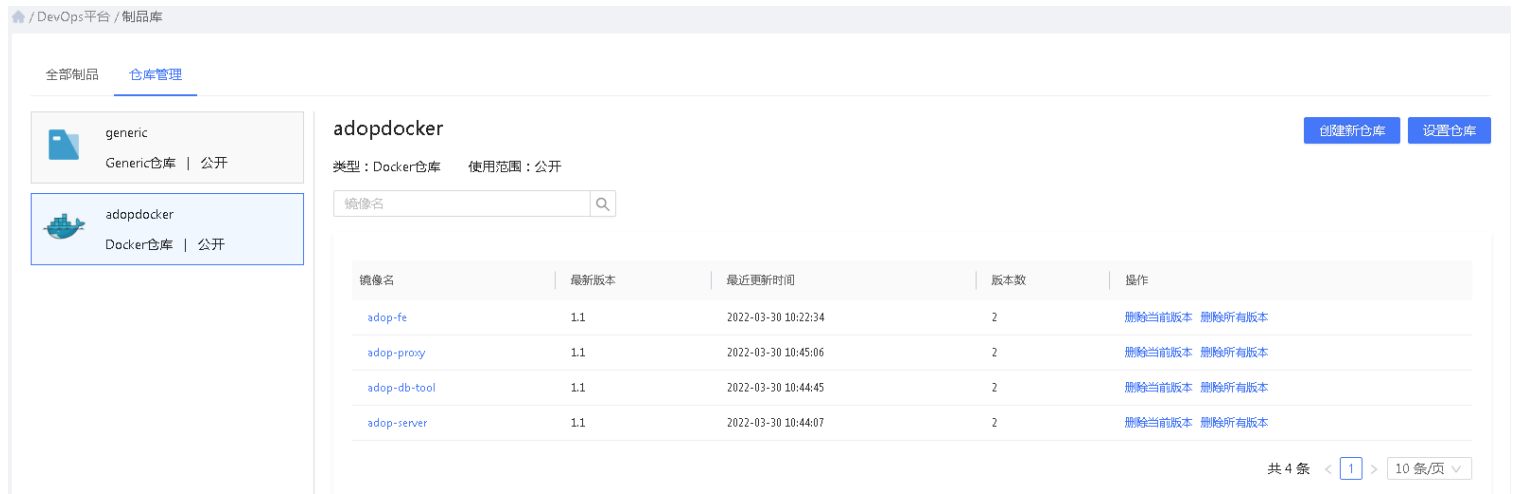 / DevOps平台 / 制品库
全部制品 仓库管理
generic
Generic仓库 | 公开
adopdocker
Docker仓库 | 公开
adopdocker
创建新仓库 设置仓库
类型：Docker仓库 使用范围：公开
镜像名
镜像名 最新版本 最近更新时间 版本数 操作
adop-fe 1.1 2022-03-30 10:22:34 2 删除当前版本 删除所有版本
adop-proxy 1.1 2022-03-30 10:45:06 2 删除当前版本 删除所有版本
adop-db-tool 1.1 2022-03-30 10:44:45 2 删除当前版本 删除所有版本
adop-server 1.1 2022-03-30 10:44:07 2 删除当前版本 删除所有版本
共 4 条 < 1 > 10 条/页